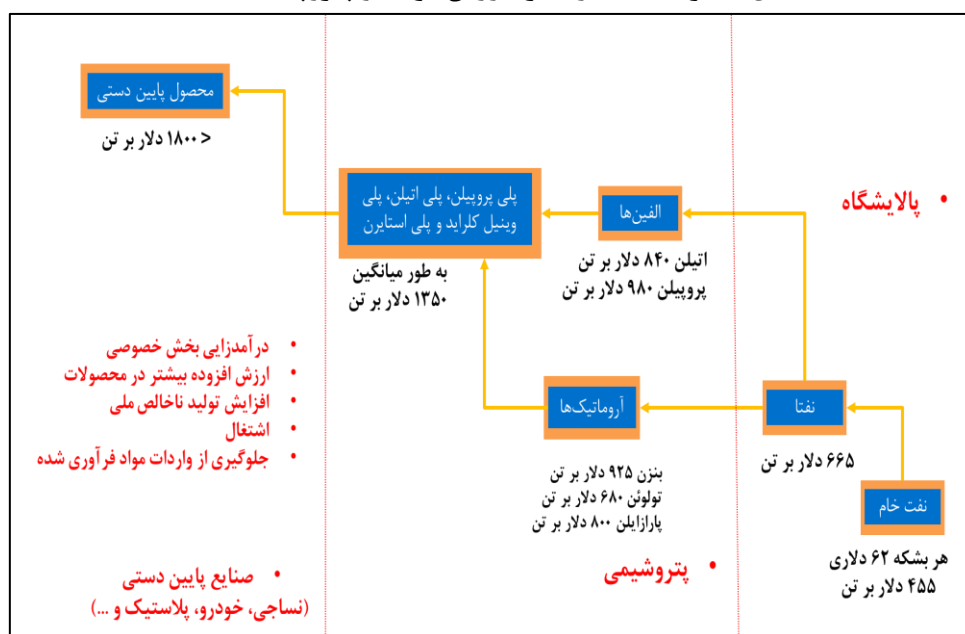 • پالایشگاه
نفت خام
هر بشکه ۶۲ دلاری
۴۵۵ دلار بر تن
نفتا
۶۶۵ دلار بر تن
• پتروشیمی
الفین‌ها
اتیلن ۸۴۰ دلار بر تن
پروپیلن ۹۸۰ دلار بر تن
آروماتیک‌ها
بنزن ۹۲۵ دلار بر تن
تولوئن ۶۸۰ دلار بر تن
پارازایلن ۸۰۰ دلار بر تن
پلی پروپیلن، پلی اتیلن، پلی
وینیل کلراید و پلی استایرن
به طور میانگین
۱۳۵۰ دلار بر تن
محصول پایین دستی
> ۱۸۰۰ دلار بر تن
• درآمدزایی بخش خصوصی
• ارزش افزوده بیشتر در محصولات
• افزایش تولید ناخالص ملی
• اشتغال
• جلوگیری از واردات مواد فرآوری شده
• صنایع پایین دستی
(نساجی، خودرو، پلاستیک و ...)